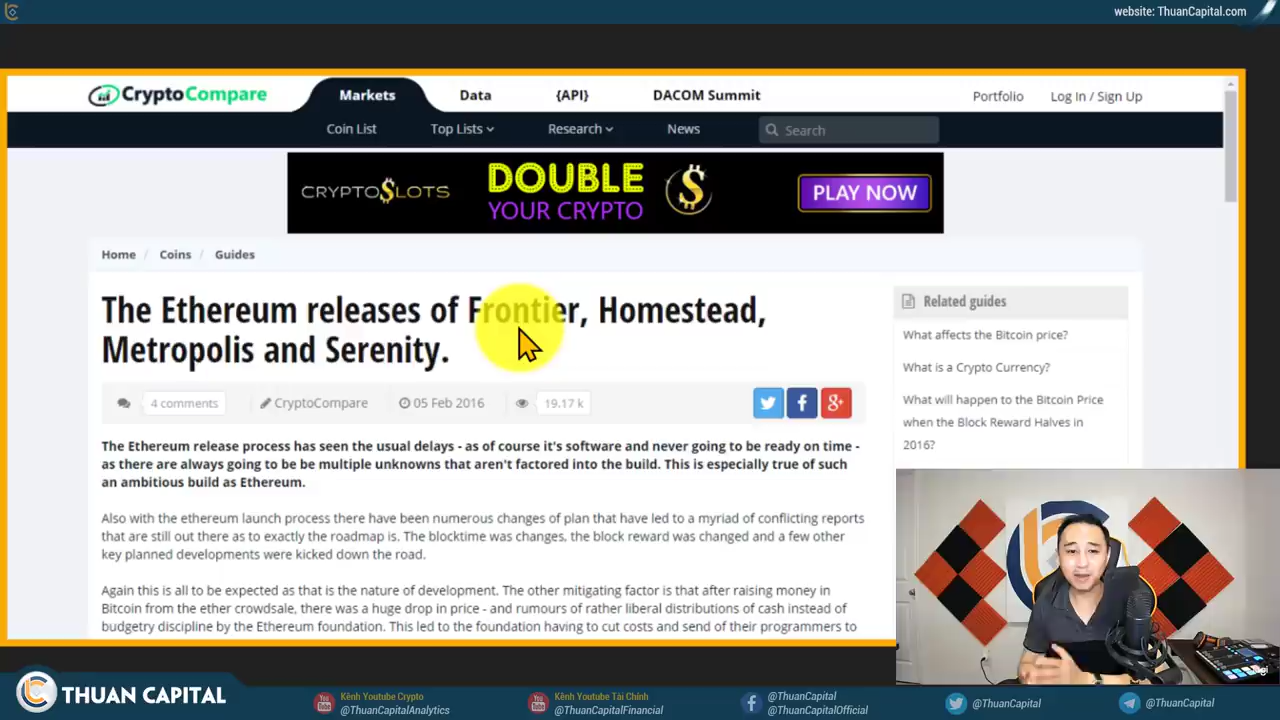 website: ThuanCapital.com
CryptoCompare
Markets
Data
{API}
DACOM Summit
Portfolio
Log In / Sign Up
Coin List
Top Lists
Research
News
Search
CRYPTOSLOTS
DOUBLE
YOUR CRYPTO
PLAY NOW
Home / Coins / Guides
The Ethereum releases of Frontier, Homestead,
Metropolis and Serenity.
4 comments
CryptoCompare
05 Feb 2016
19.17 k
The Ethereum release process has seen the usual delays - as of course it's software and never going to be ready on time -
as there are always going to be be multiple unknowns that aren't factored into the build. This is especially true of such
an ambitious build as Ethereum.
Also with the ethereum launch process there have been numerous changes of plan that have led to a myriad of conflicting reports
that are still out there as to exactly the roadmap is. The blocktime was changes, the block reward was changed and a few other
key planned developments were kicked down the road.
Again this is all to be expected as that is the nature of development. The other mitigating factor is that after raising money in
Bitcoin from the ether crowdsale, there was a huge drop in price - and rumours of rather liberal distributions of cash instead of
budgetry discipline by the Ethereum foundation. This led to the foundation having to cut costs and send of their programmers to
Related guides
What affects the Bitcoin price?
What is a Crypto Currency?
What will happen to the Bitcoin Price
when the Block Reward Halves in
2016?
THUAN CAPITAL
Kênh Youtube Crypto
@ThuanCapitalAnalytics
Kênh Youtube Tài Chính
@ThuanCapitalFinancial
@ThuanCapital
@ThuanCapitalOfficial
@ThuanCapital
@ThuanCapital